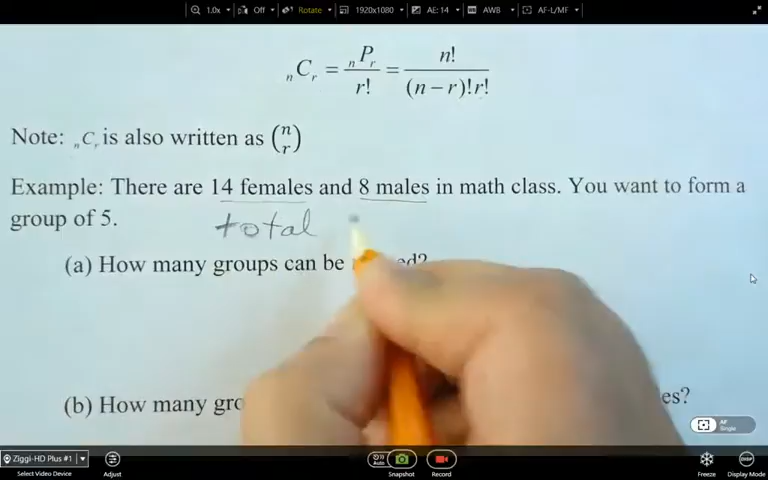 1.0x Off Rotate 1920x1080 AE: 14 AWB AF-L/MF
nCr = nPr / r! = n! / (n-r)!r!
Note: nCr is also written as (n r)
Example: There are 14 females and 8 males in math class. You want to form a
group of 5.
total
(a) How many groups can be ed?
(b) How many gro es?
AF
Single
Ziggi-HD Plus #1
Select Video Device
Adjust
Auto
Snapshot
Record
Freeze
DISP
Display Mode